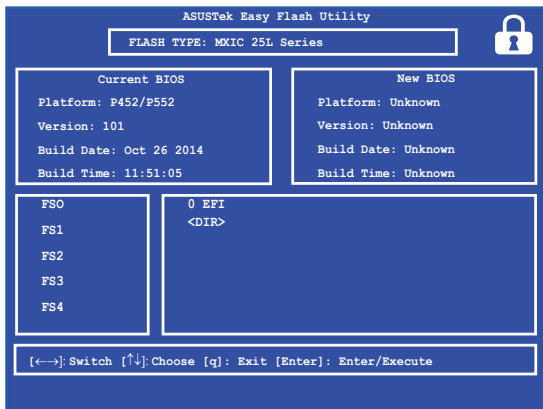 ASUSTek Easy Flash Utility
FLASH TYPE: MXIC 25L Series
Current BIOS
Platform: P452/P552
Version: 101
Build Date: Oct 26 2014
Build Time: 11:51:05
New BIOS
Platform: Unknown
Version: Unknown
Build Date: Unknown
Build Time: Unknown
FSO
FS1
FS2
FS3
FS4
0 EFI
<DIR>
[←→]: Switch [↑↓]: Choose [q]: Exit [Enter]: Enter/Execute